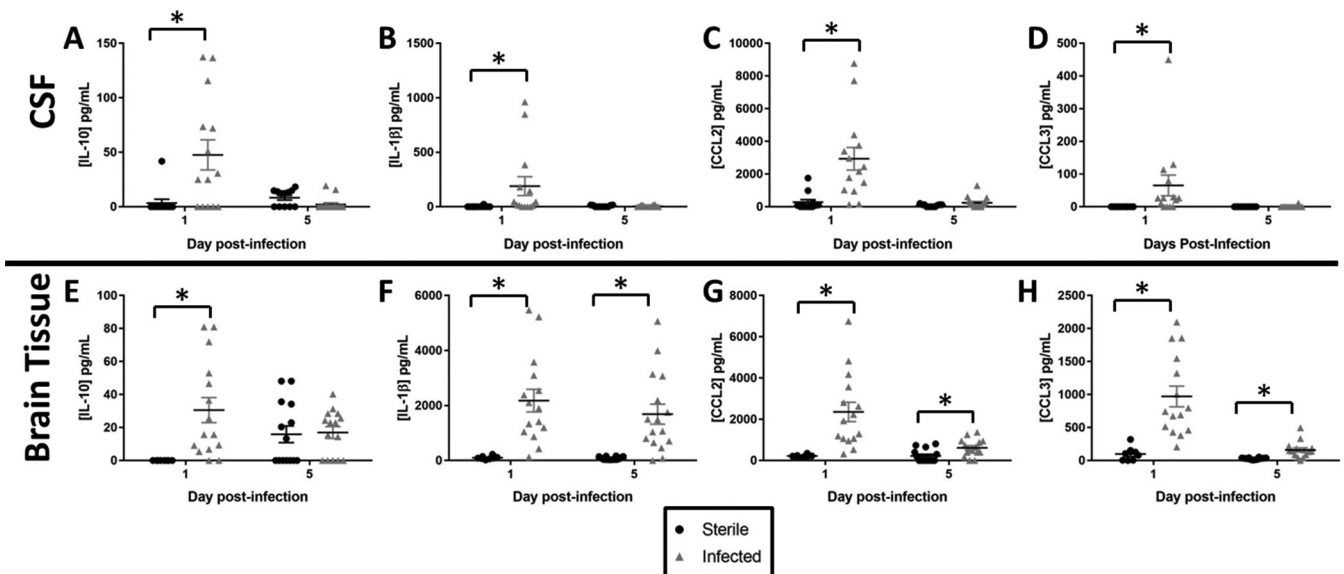 CSF
A
*
150
100
50
0
[IL-10] pg/mL
1
5
Day post-infection
B
*
1500
1000
500
0
[IL-1β] pg/mL
1
5
Day post-infection
C
*
10000
8000
6000
4000
2000
0
[CCL2] pg/mL
1
5
Day post-infection
D
*
500
400
300
200
100
0
[CCL3] pg/mL
1
5
Days Post-Infection
Brain Tissue
E
*
100
80
60
40
20
0
[IL-10] pg/mL
1
5
Day post-infection
F
*
*
6000
4000
2000
0
[IL-1β] pg/mL
1
5
Day post-infection
G
*
*
8000
6000
4000
2000
0
[CCL2] pg/mL
1
5
Day post-infection
H
*
*
2500
2000
1500
1000
500
0
[CCL3] pg/mL
1
5
Day post-infection
Sterile
Infected